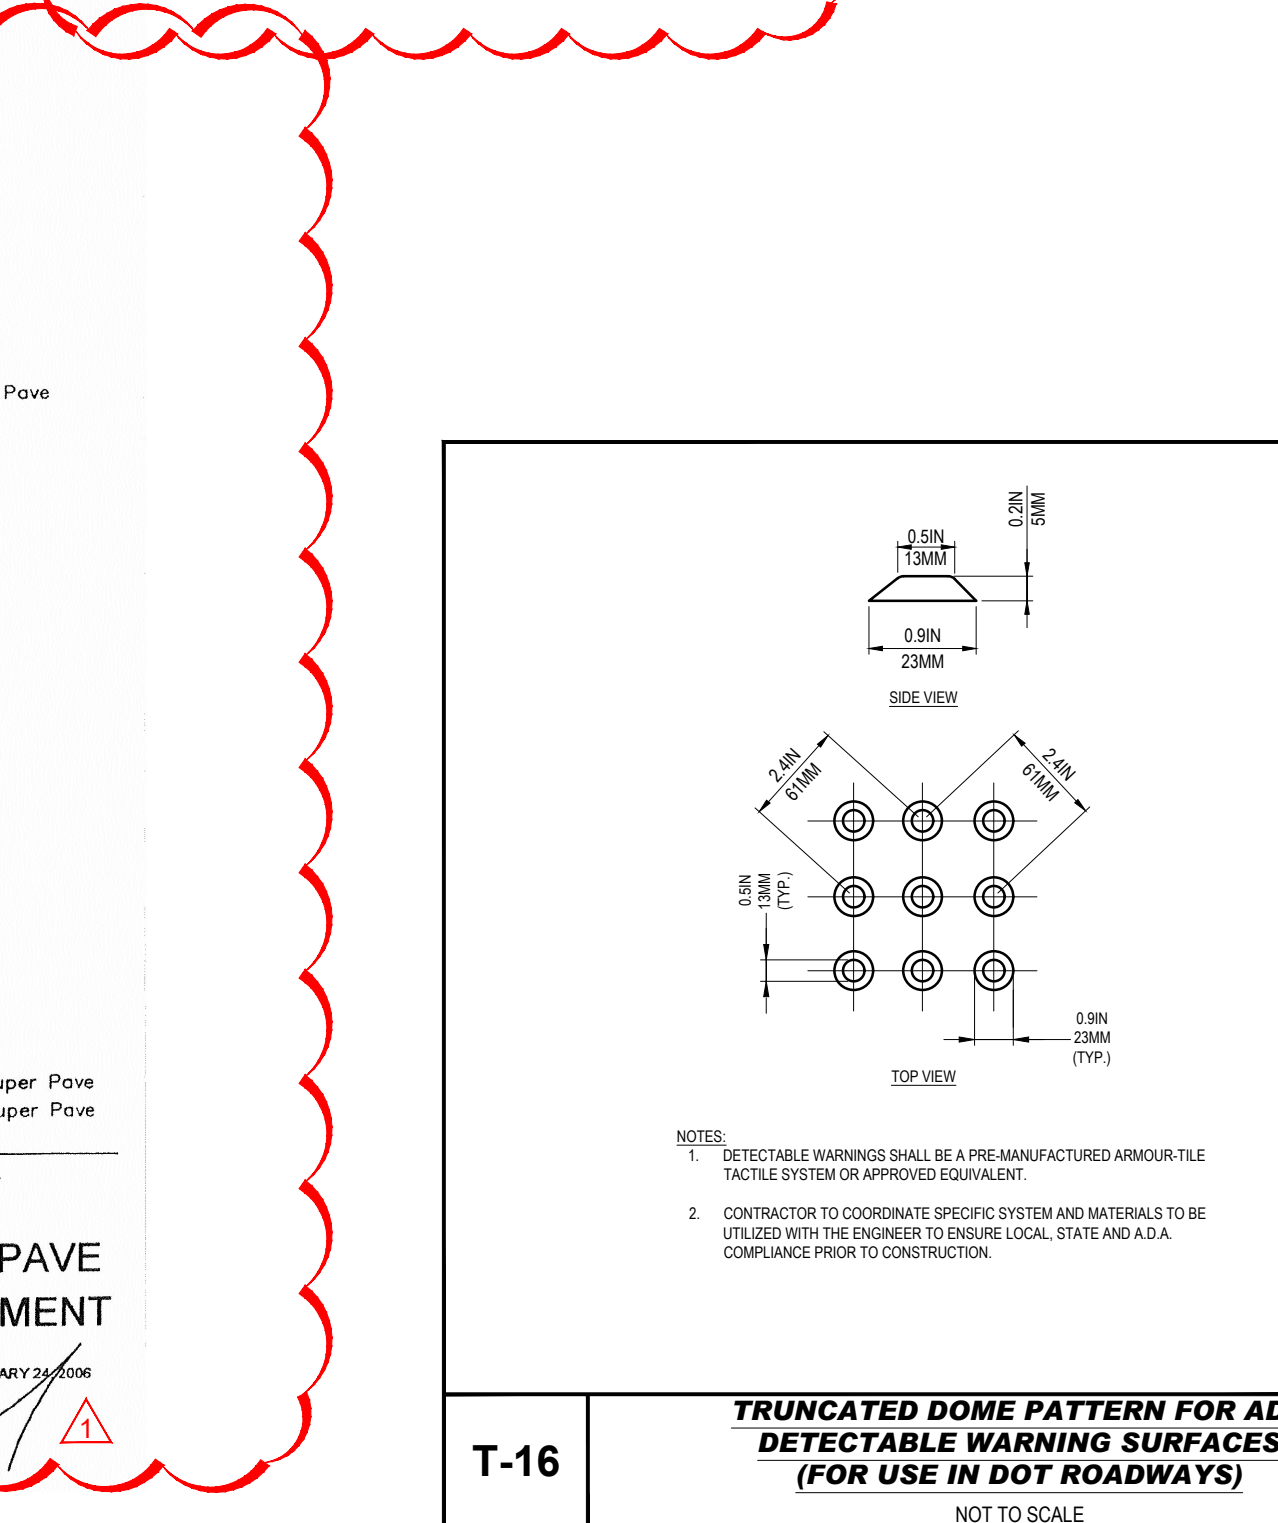 Pave
uper Pave
uper Pave
PAVE
MENT
ARY 24, 2006
1
0.2IN
5MM
0.5IN
13MM
0.9IN
23MM
SIDE VIEW
2.4IN
61MM
2.4IN
61MM
0.5IN
13MM
(TYP.)
0.9IN
23MM
(TYP.)
TOP VIEW
NOTES:
1. DETECTABLE WARNINGS SHALL BE A PRE-MANUFACTURED ARMOUR-TILE
TACTILE SYSTEM OR APPROVED EQUIVALENT.
2. CONTRACTOR TO COORDINATE SPECIFIC SYSTEM AND MATERIALS TO BE
UTILIZED WITH THE ENGINEER TO ENSURE LOCAL, STATE AND A.D.A.
COMPLIANCE PRIOR TO CONSTRUCTION.
T-16
TRUNCATED DOME PATTERN FOR AD
DETECTABLE WARNING SURFACES
(FOR USE IN DOT ROADWAYS)
NOT TO SCALE